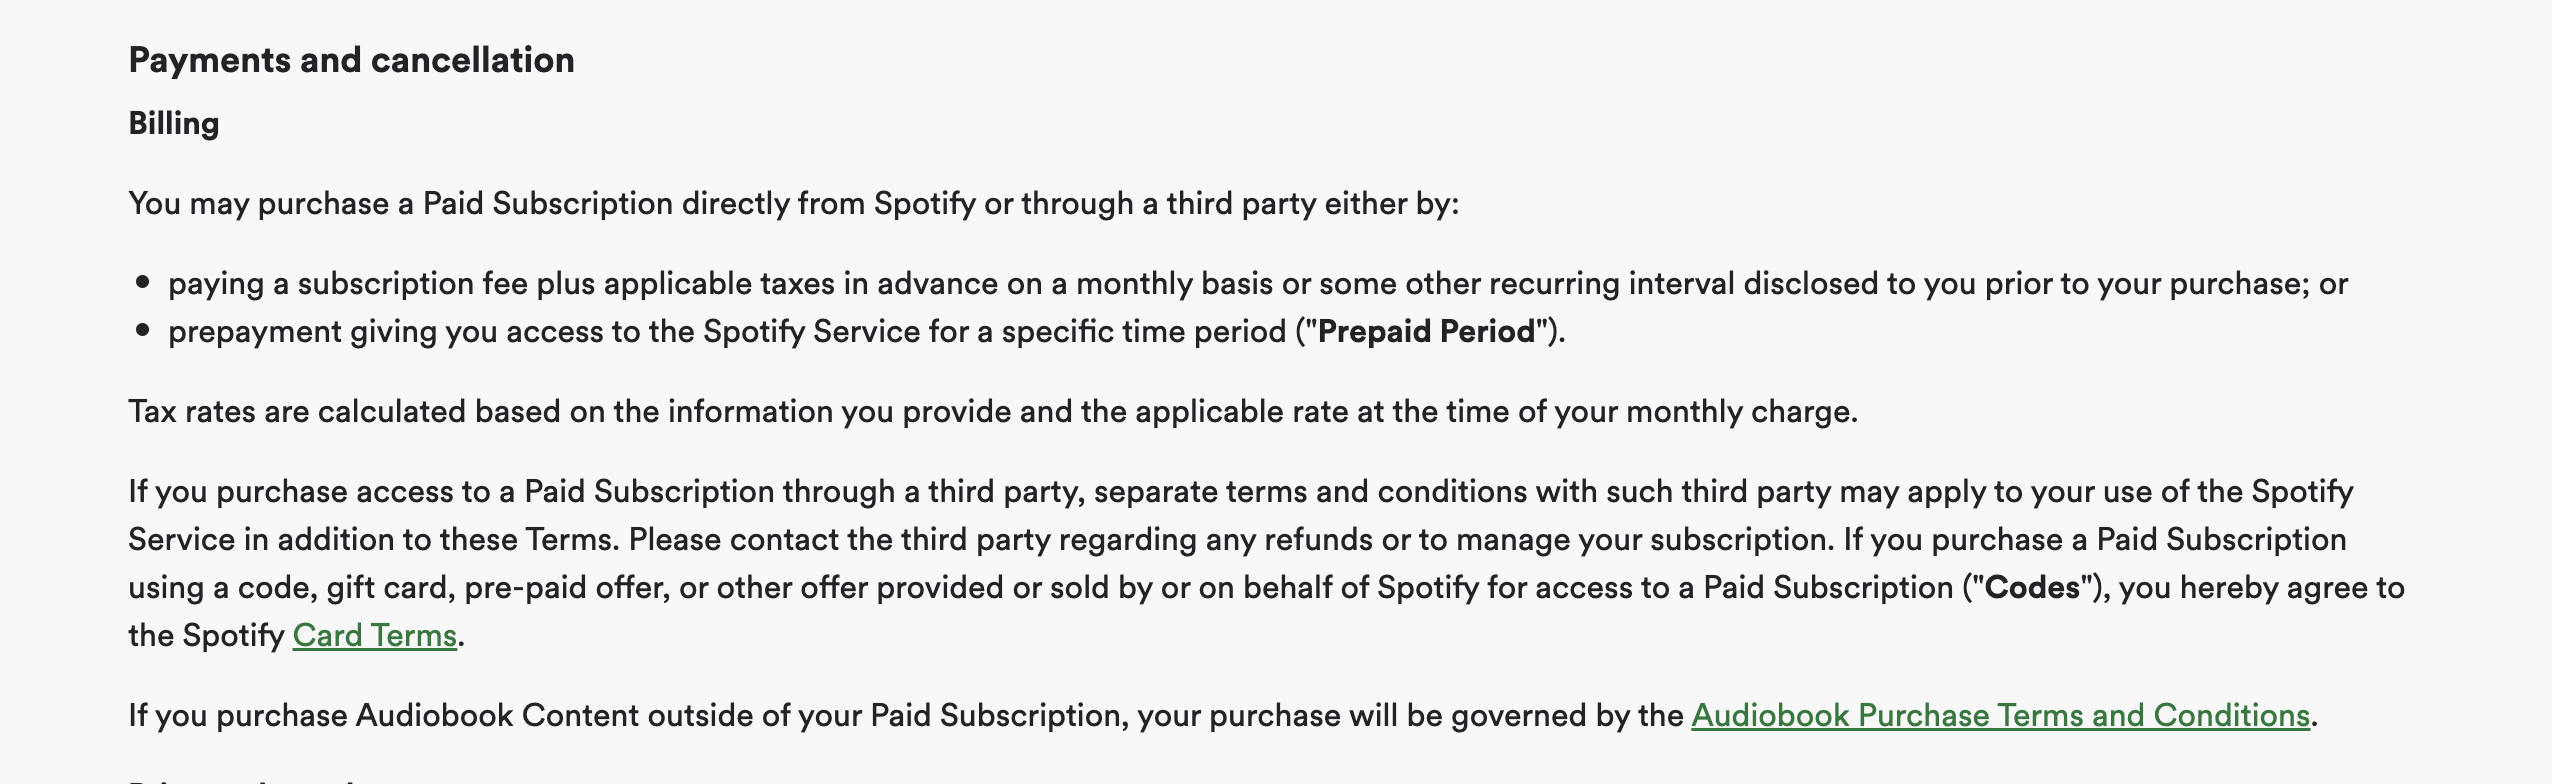 Payments and cancellation
Billing
You may purchase a Paid Subscription directly from Spotify or through a third party either by:
• paying a subscription fee plus applicable taxes in advance on a monthly basis or some other recurring interval disclosed to you prior to your purchase; or
• prepayment giving you access to the Spotify Service for a specific time period ("Prepaid Period").
Tax rates are calculated based on the information you provide and the applicable rate at the time of your monthly charge.
If you purchase access to a Paid Subscription through a third party, separate terms and conditions with such third party may apply to your use of the Spotify
Service in addition to these Terms. Please contact the third party regarding any refunds or to manage your subscription. If you purchase a Paid Subscription
using a code, gift card, pre-paid offer, or other offer provided or sold by or on behalf of Spotify for access to a Paid Subscription ("Codes"), you hereby agree to
the Spotify Card Terms.
If you purchase Audiobook Content outside of your Paid Subscription, your purchase will be governed by the Audiobook Purchase Terms and Conditions.